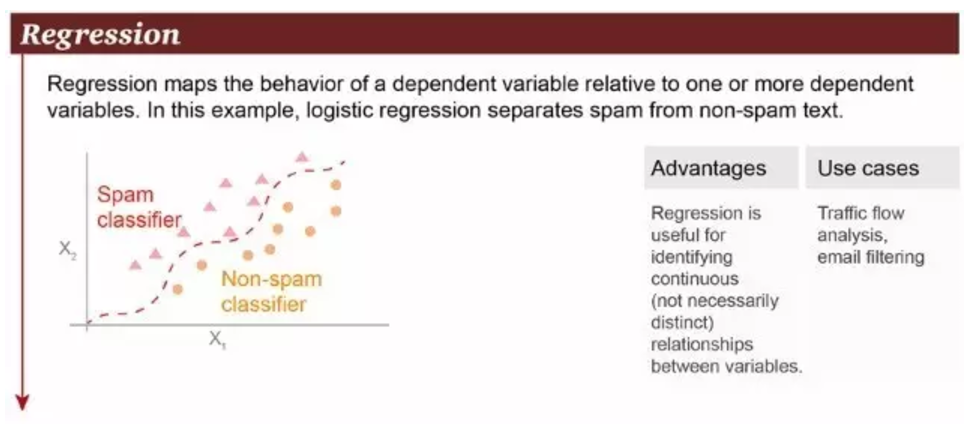 Regression
Regression maps the behavior of a dependent variable relative to one or more dependent
variables. In this example, logistic regression separates spam from non-spam text.
Spam
classifier
Non-spam
classifier
X2
X1
Advantages
Regression is
useful for
identifying
continuous
(not necessarily
distinct)
relationships
between variables.
Use cases
Traffic flow
analysis,
email filtering